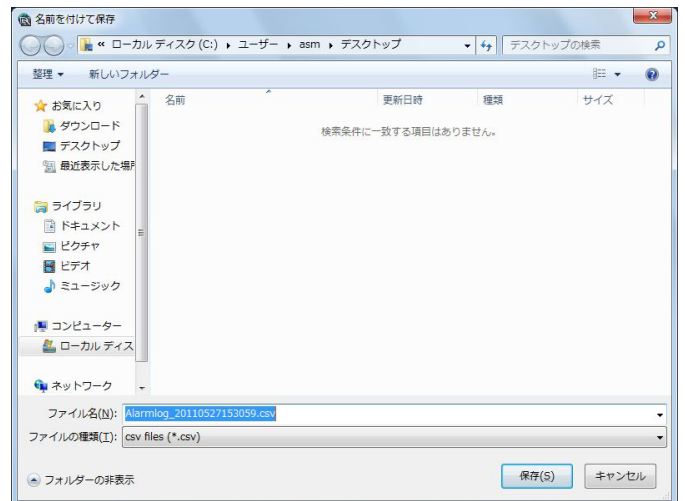 名前を付けて保存
« ローカル ディスク (C:) ▸ ユーザー ▸ asm ▸ デスクトップ
デスクトップの検索
整理 ▼ 新しいフォルダー
名前 更新日時 種類 サイズ
検索条件に一致する項目はありません。
お気に入り
ダウンロード
デスクトップ
最近表示した場所
ライブラリ
ドキュメント
ピクチャ
ビデオ
ミュージック
コンピューター
ローカル ディス
ネットワーク
ファイル名(N): Alarmlog_20110527153059.csv
ファイルの種類(T): csv files (*.csv)
フォルダーの非表示
保存(S) キャンセル